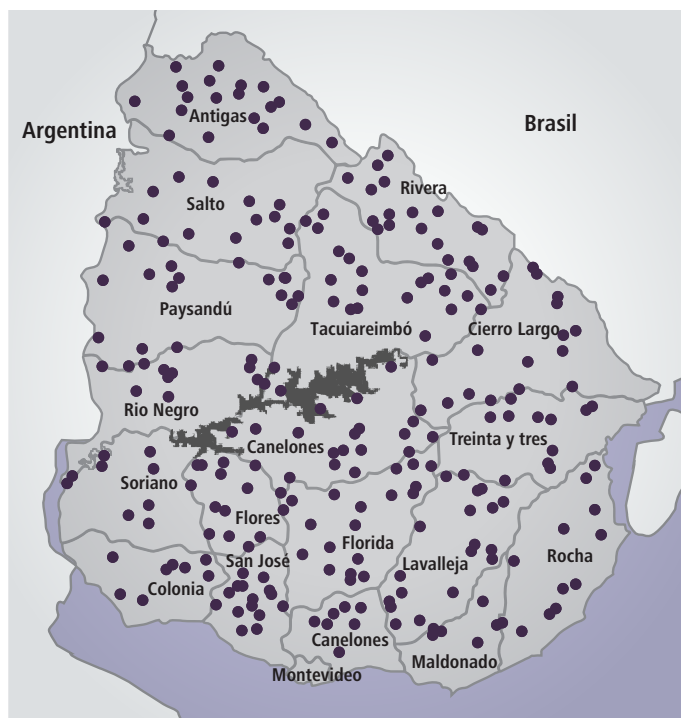 Antigas
Argentina
Brasil
Rivera
Salto
Paysandú
Tacuiareimbó
Cierro Largo
Rio Negro
Canelones
Treinta y tres
Soriano
Flores
Florida
San José
Lavalleja
Rocha
Colonia
Canelones
Maldonado
Montevideo